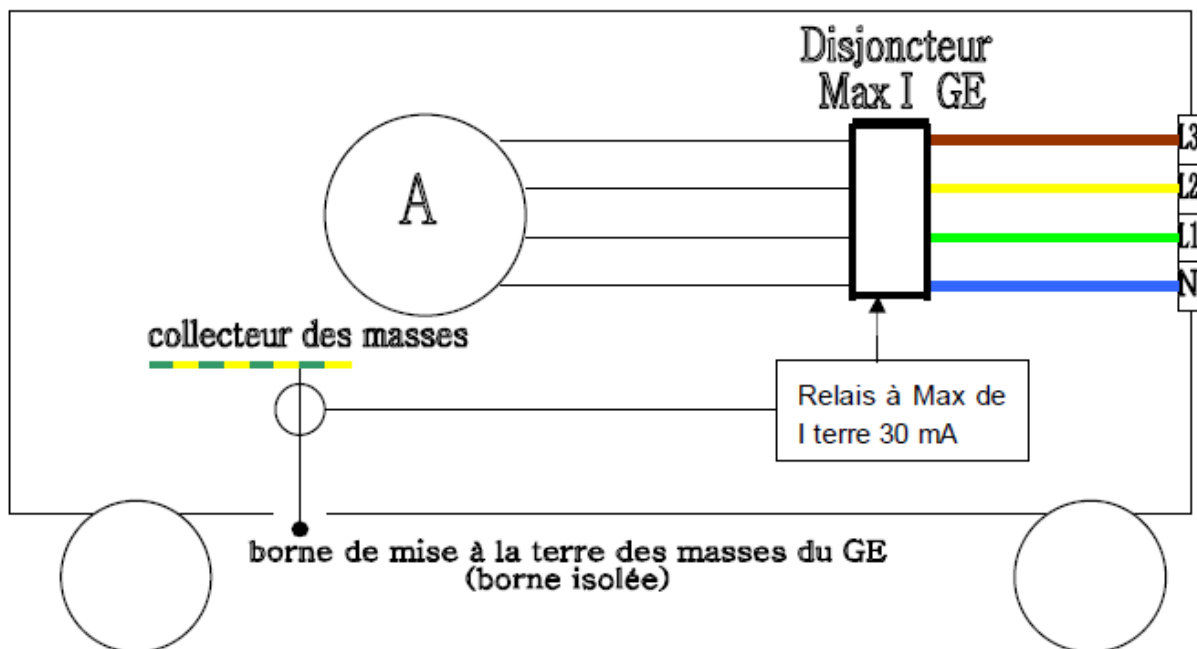 Disjoncteur
Max I GE
A
L3
L2
L1
N
collecteur des masses
Relais à Max de
I terre 30 mA
borne de mise à la terre des masses du GE
(borne isolée)